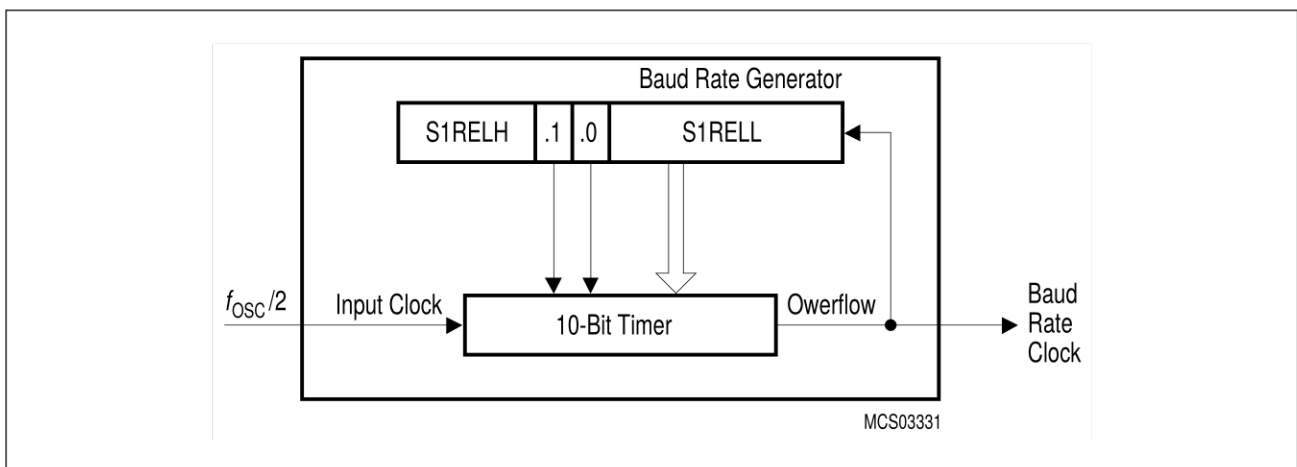 Baud Rate Generator
S1RELH .1 .0 S1RELL
fOSC/2
Input Clock
10-Bit Timer
Owerflow
Baud
Rate
Clock
MCS03331